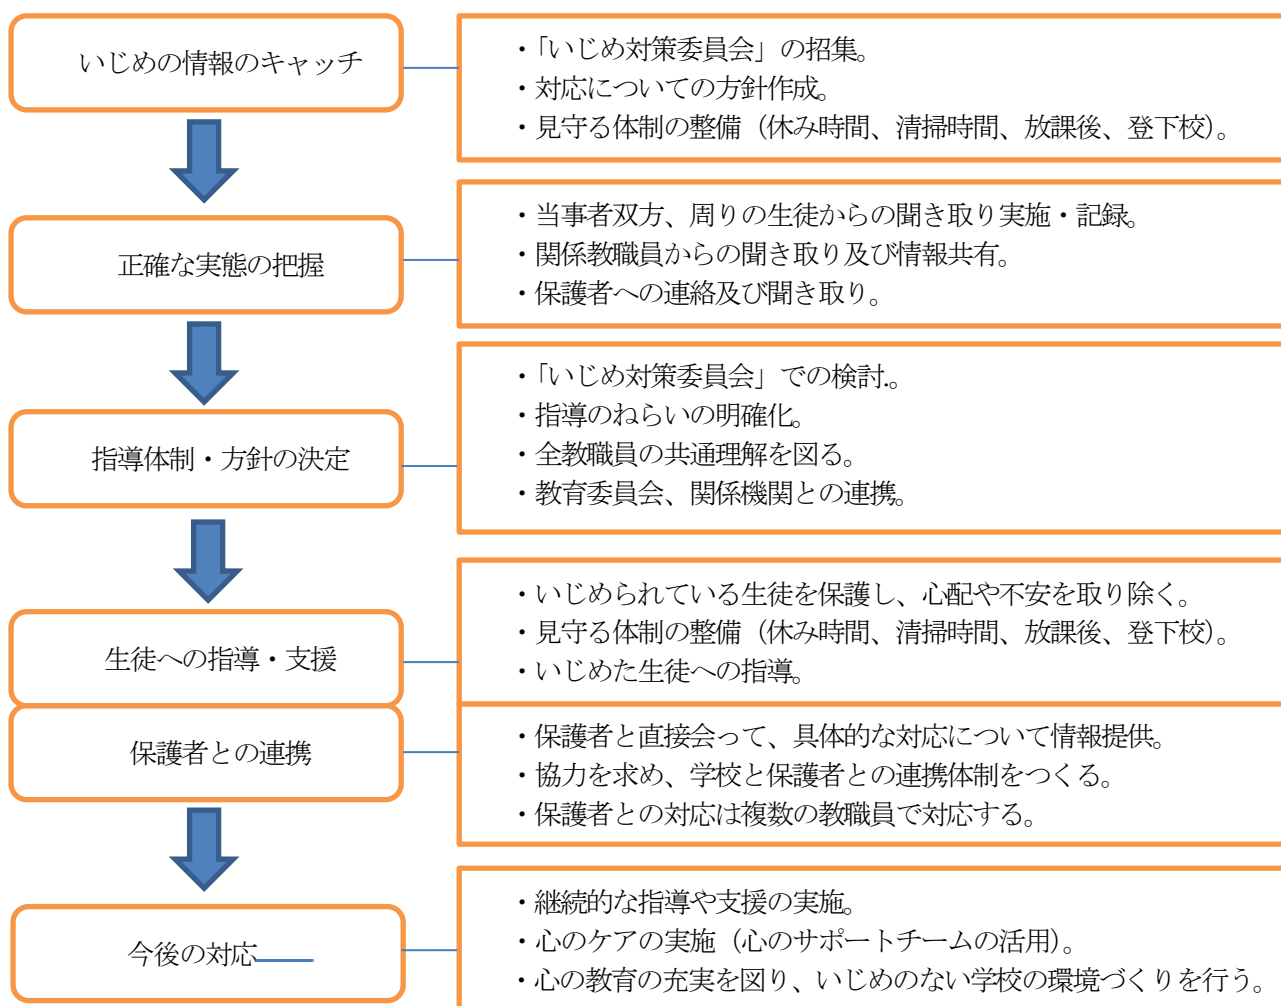 いじめの情報のキャッチ
・「いじめ対策委員会」の招集。
・対応についての方針作成。
・見守る体制の整備（休み時間、清掃時間、放課後、登下校）。
正確な実態の把握
・当事者双方、周りの生徒からの聞き取り実施・記録。
・関係教職員からの聞き取り及び情報共有。
・保護者への連絡及び聞き取り。
指導体制・方針の決定
・「いじめ対策委員会」での検討.。
・指導のねらいの明確化。
・全教職員の共通理解を図る。
・教育委員会、関係機関との連携。
生徒への指導・支援
・いじめられている生徒を保護し、心配や不安を取り除く。
・見守る体制の整備（休み時間、清掃時間、放課後、登下校）。
・いじめた生徒への指導。
保護者との連携
・保護者と直接会って、具体的な対応について情報提供。
・協力を求め、学校と保護者との連携体制をつくる。
・保護者との対応は複数の教職員で対応する。
今後の対応
・継続的な指導や支援の実施。
・心のケアの実施（心のサポートチームの活用）。
・心の教育の充実を図り、いじめのない学校の環境づくりを行う。